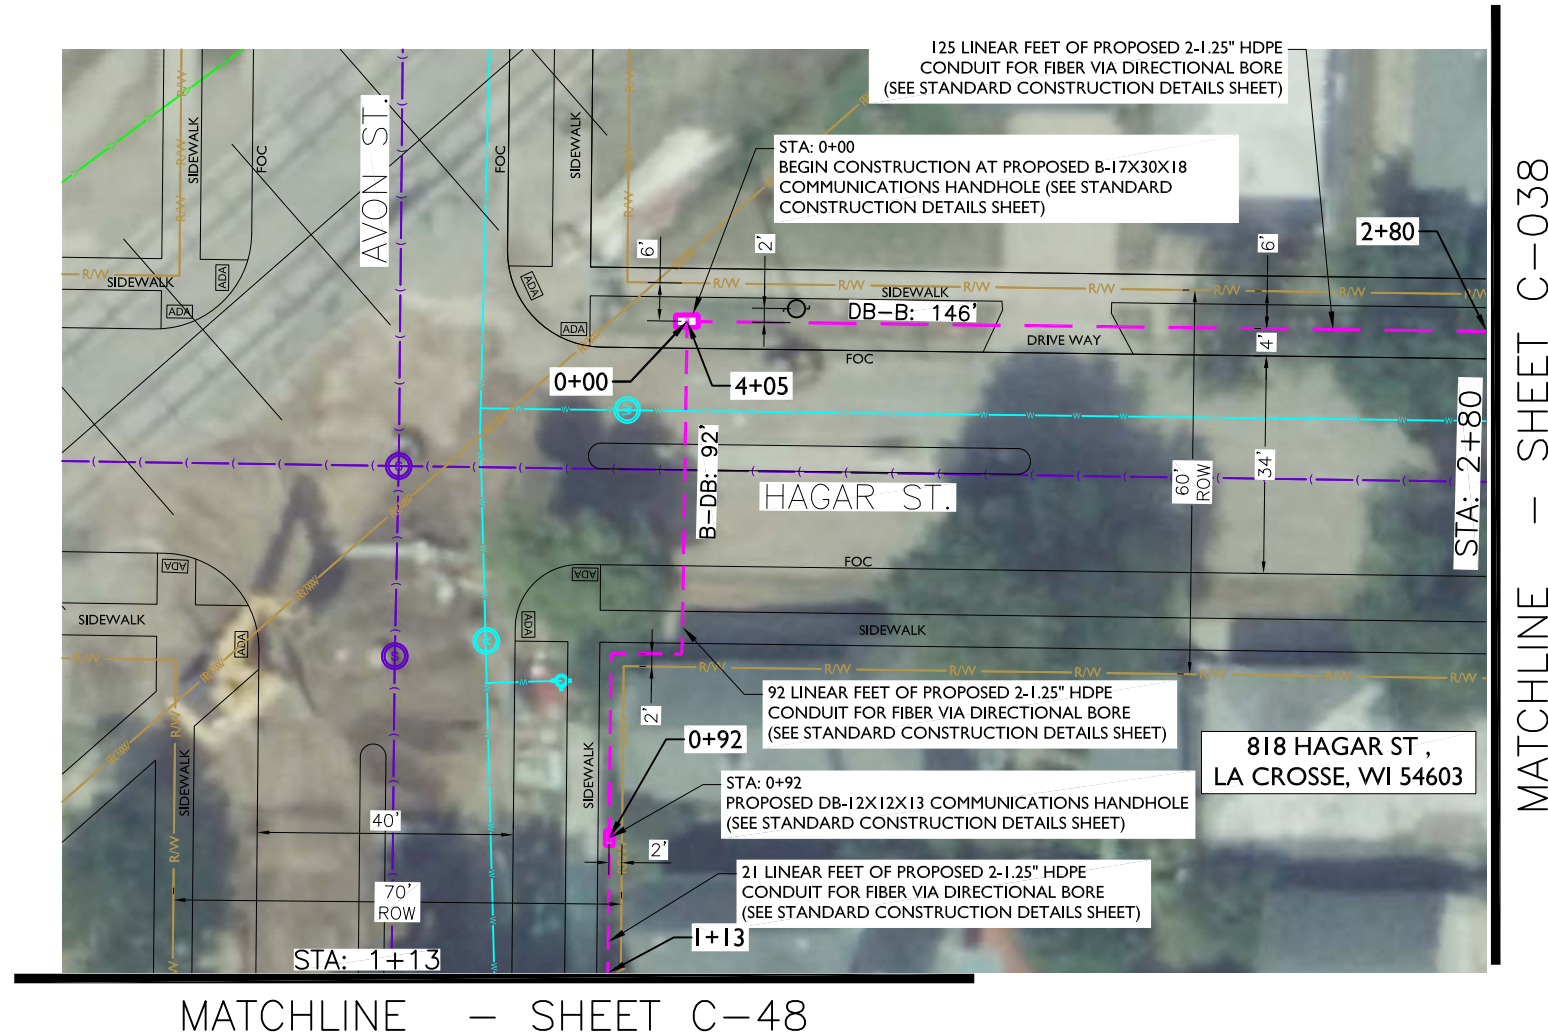 125 LINEAR FEET OF PROPOSED 2-1.25" HDPE
CONDUIT FOR FIBER VIA DIRECTIONAL BORE
(SEE STANDARD CONSTRUCTION DETAILS SHEET)
STA: 0+00
BEGIN CONSTRUCTION AT PROPOSED B-17X30X18
COMMUNICATIONS HANDHOLE (SEE STANDARD
CONSTRUCTION DETAILS SHEET)
AVON ST.
SIDEWALK
FOC
FOC
SIDEWALK
R/W
R/W
R/W
R/W
SIDEWALK
ADA
ADA
ADA
ADA
6'
2'
6'
2+80
R/W
R/W
R/W
R/W
R/W
R/W
SIDEWALK
DB-B: 146'
DRIVE WAY
4'
FOC
0+00
4+05
W
B-DB: 92'
HAGAR ST.
60'
ROW
34'
STA: 2+80
S
FOC
ADA
ADA
ADA
ADA
SIDEWALK
SIDEWALK
S
W
R/W
R/W
R/W
R/W
R/W
R/W
R/W
R/W
2'
92 LINEAR FEET OF PROPOSED 2-1.25" HDPE
CONDUIT FOR FIBER VIA DIRECTIONAL BORE
(SEE STANDARD CONSTRUCTION DETAILS SHEET)
0+92
818 HAGAR ST ,
LA CROSSE, WI 54603
STA: 0+92
PROPOSED DB-12X12X13 COMMUNICATIONS HANDHOLE
(SEE STANDARD CONSTRUCTION DETAILS SHEET)
SIDEWALK
SIDEWALK
40'
2'
R/W
R/W
21 LINEAR FEET OF PROPOSED 2-1.25" HDPE
CONDUIT FOR FIBER VIA DIRECTIONAL BORE
(SEE STANDARD CONSTRUCTION DETAILS SHEET)
70'
ROW
1+13
STA: 1+13
MATCHLINE - SHEET C-48
MATCHLINE - SHEET C-038